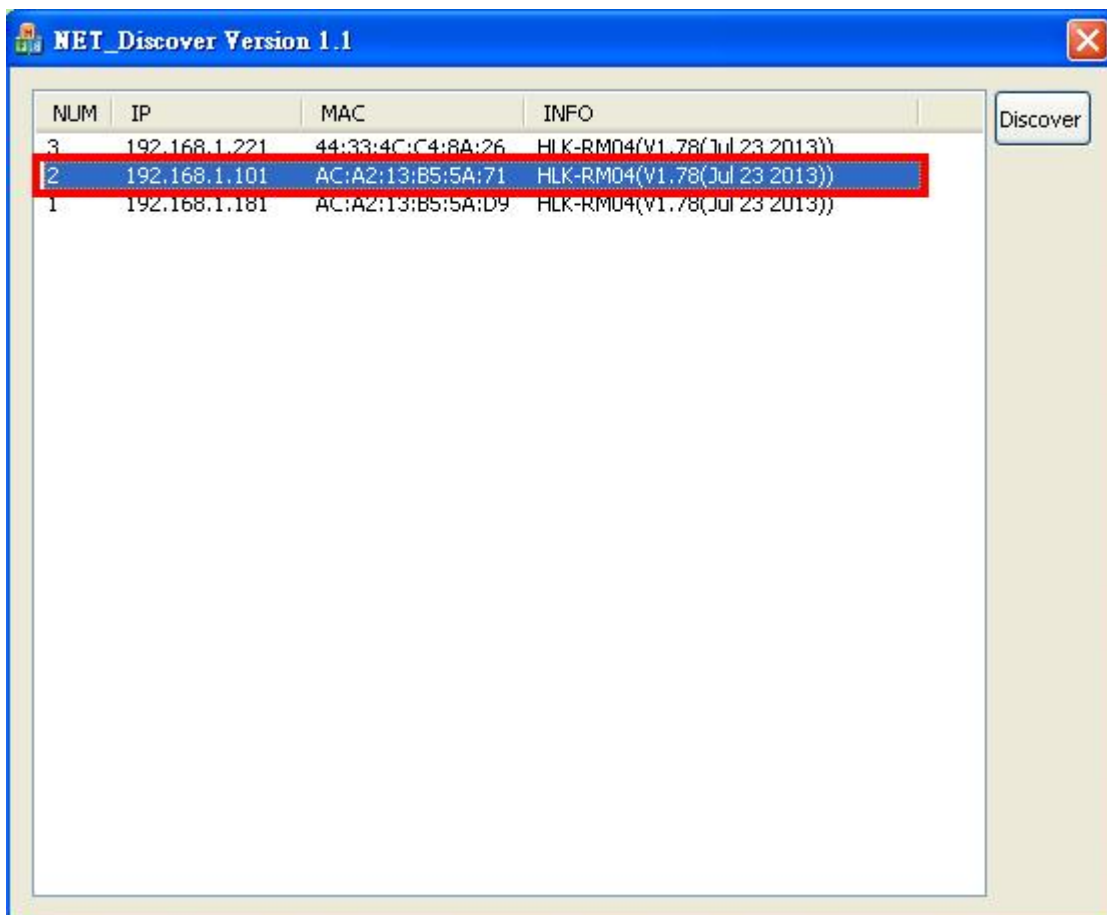 NET_Discover Version 1.1
NUM IP MAC INFO
Discover
3 192.168.1.221 44:33:4C:C4:8A:26 HLK-RM04(V1.78(Jul 23 2013))
2 192.168.1.101 AC:A2:13:B5:5A:71 HLK-RM04(V1.78(Jul 23 2013))
1 192.168.1.181 AC:A2:13:B5:5A:D9 HLK-RM04(V1.78(Jul 23 2013))